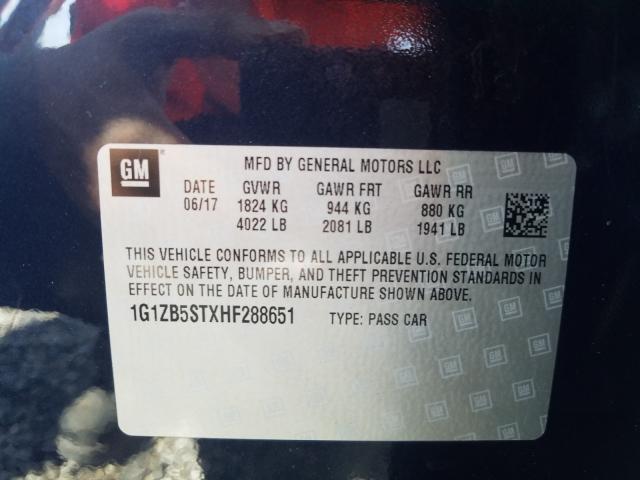 GM MFD BY GENERAL MOTORS LLC
DATE GVWR GAWR FRT GAWR RR
06/17 1824 KG 944 KG 880 KG
4022 LB 2081 LB 1941 LB
THIS VEHICLE CONFORMS TO ALL APPLICABLE U.S. FEDERAL MOTOR
VEHICLE SAFETY, BUMPER, AND THEFT PREVENTION STANDARDS IN
EFFECT ON THE DATE OF MANUFACTURE SHOWN ABOVE.
1G1ZB5STXHF288651 TYPE: PASS CAR